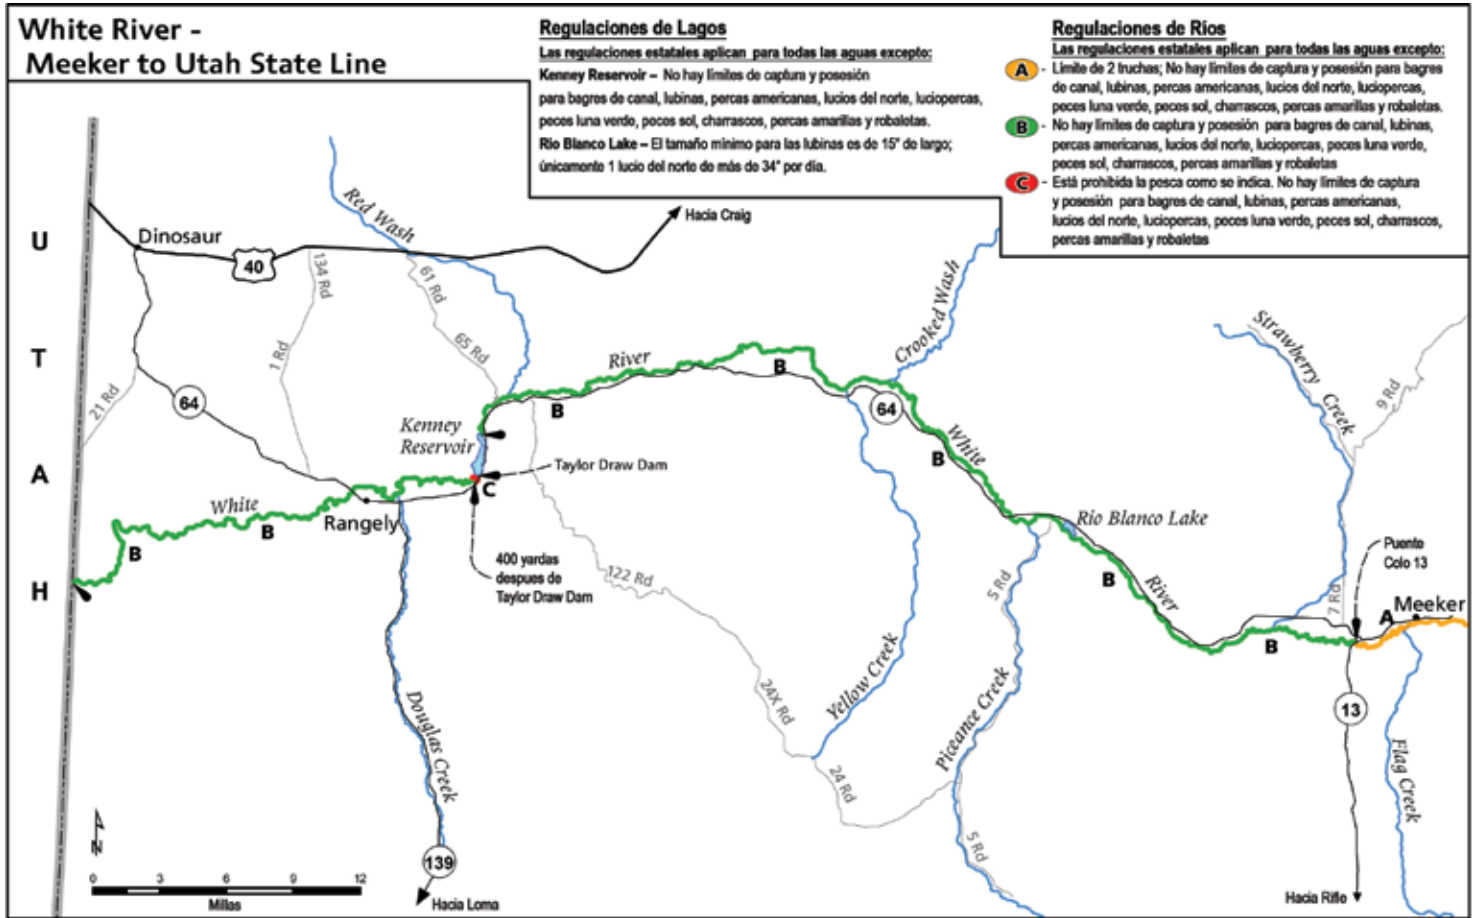 White River -
Meeker to Utah State Line
Regulaciones de Lagos
Las regulaciones estatales aplican para todas las aguas excepto:
Kenney Reservoir – No hay límites de captura y posesión
para bagres de canal, lubinas, percas americanas, lucios del norte, luciopercas,
peces luna verde, pecos sol, charrascos, percas amarillas y robaletas.
Rio Blanco Lake – El tamaño mínimo para las lubinas es de 15" de largo;
únicamente 1 lucio del norte de más de 34" por día.
Regulaciones de Ríos
Las regulaciones estatales aplican para todas las aguas excepto:
A - Límite de 2 truchas; No hay límites de captura y posesión para bagres
de canal, lubinas, percas americanas, lucios del norte, luciopercas,
peces luna verde, peces sol, charrascos, percas amarillas y robaletas.
B - No hay límites de captura y posesión para bagres de canal, lubinas,
percas americanas, lucios del norte, luciopercas, peces luna verde,
peces sol, charrascos, percas amarillas y robaletas
C - Está prohibida la pesca como se indica. No hay límites de captura
y posesión para bagres de canal, lubinas, percas americanas,
lucios del norte, luciopercas, peces luna verde, peces sol, charrascos,
percas amarillas y robaletas
U
T
A
H
Dinosaur
40
Red Wash
Hacia Craig
134 Rd
61 Rd
65 Rd
1 Rd
21 Rd
64
Crooked Wash
Strawberry
Creek
9 Rd
River
B
B
64
Kenney
Reservoir
White
B
Taylor Draw Dam
C
White
Rangely
B
B
400 yardas
despues de
Taylor Draw Dam
122 Rd
Rio Blanco Lake
Puente
Colo 13
5 Rd
B
River
7 Rd
A
Meeker
B
Yellow Creek
24X Rd
Piceance Creek
13
Douglas Creek
Flag Creek
24 Rd
5 Rd
N
139
0 3 6 9 12
Millas
Hacia Loma
Hacia Rifle